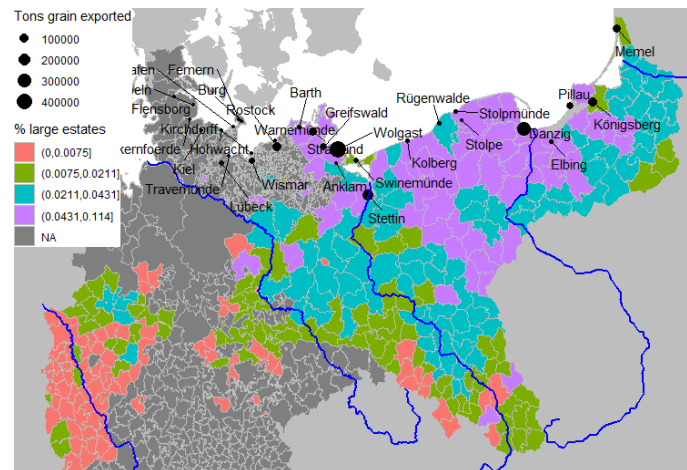 Tons grain exported
100000
200000
300000
400000
% large estates
(0,0.0075]
(0.0075,0.0211]
(0.0211,0.0431]
(0.0431,0.114]
NA
Memel
Femern
Burg
Barth
Pillau
Flensborg
Rostock
Greifswald
Rügenwalde
Stolpmünde
Königsberg
Kirchdorff
Warnemünde
Wolgast
Stolpe
Danzig
Hohwacht
Stralsund
Kolberg
Elbing
Kiel
Wismar
Anklam
Swinemünde
Travemünde
Lübeck
Stettin